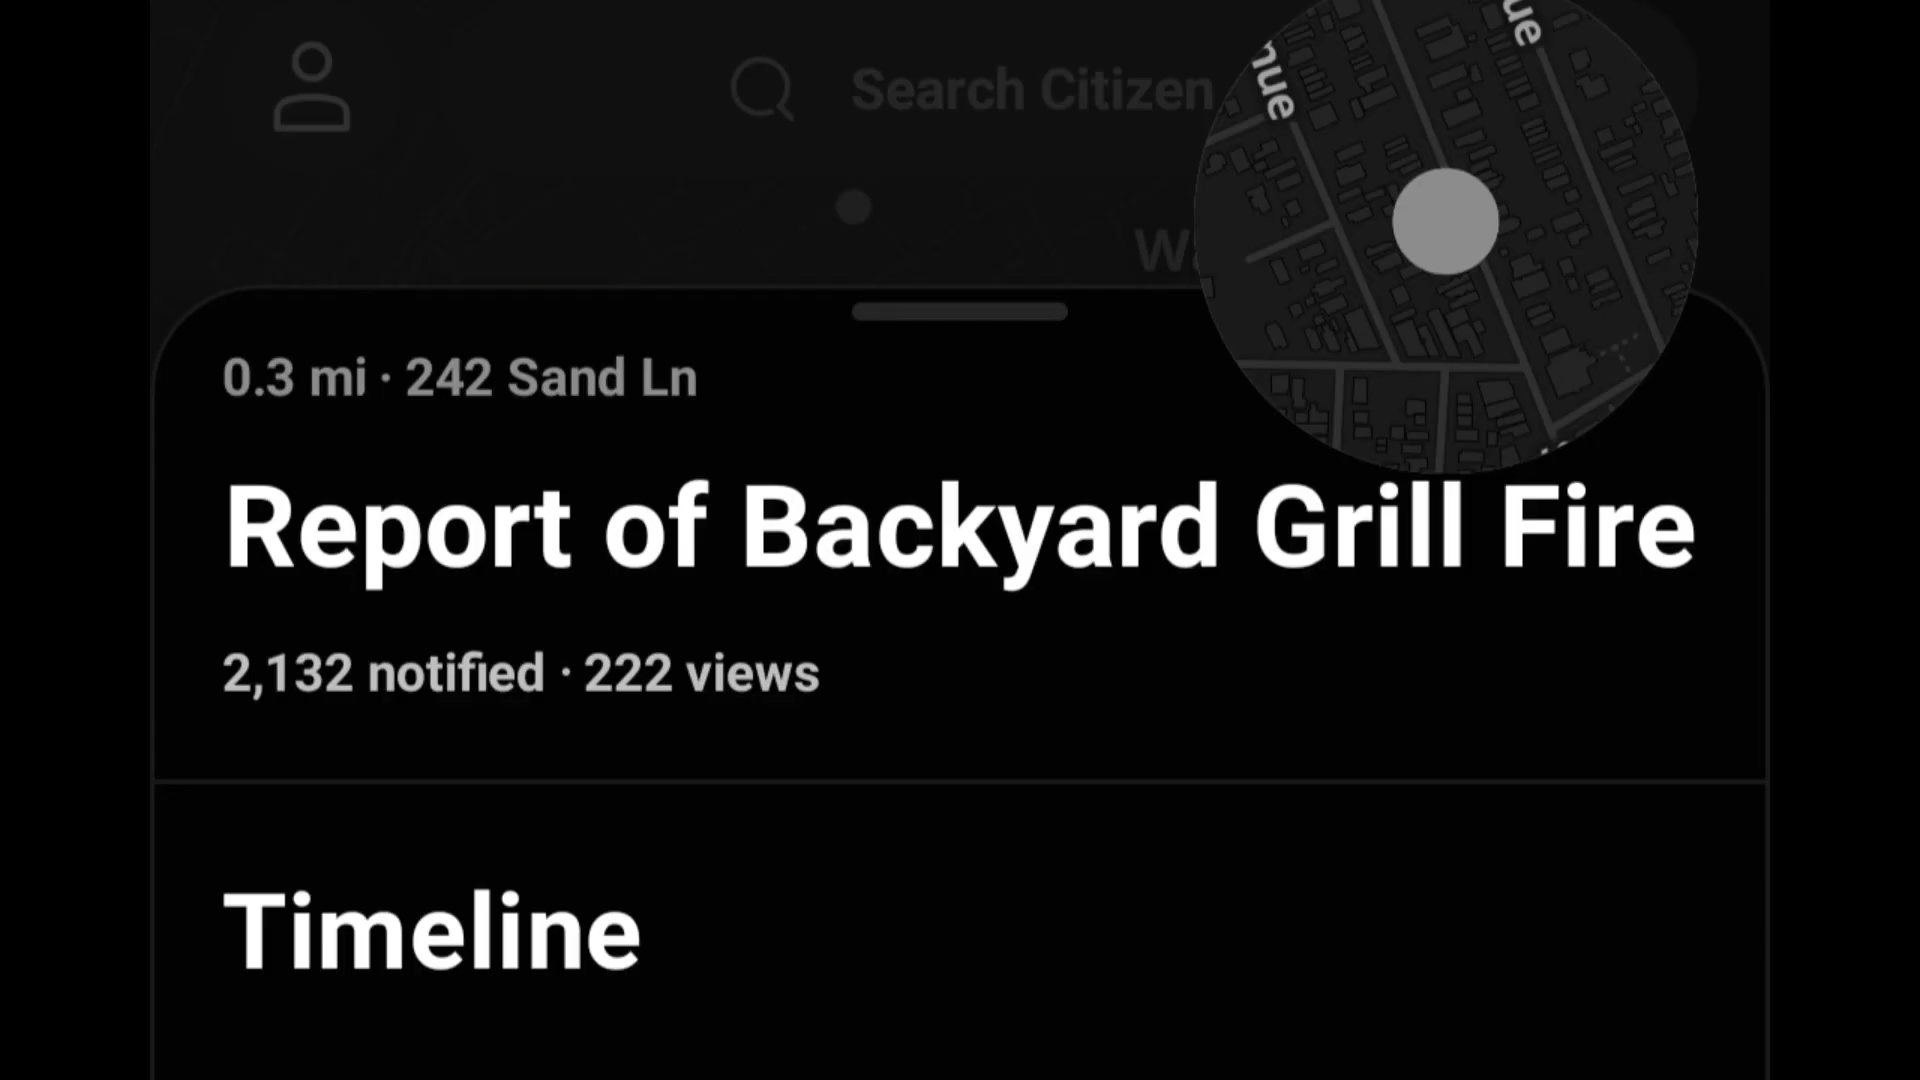 Search Citizen
0.3 mi · 242 Sand Ln
Report of Backyard Grill Fire
2,132 notified · 222 views
Timeline